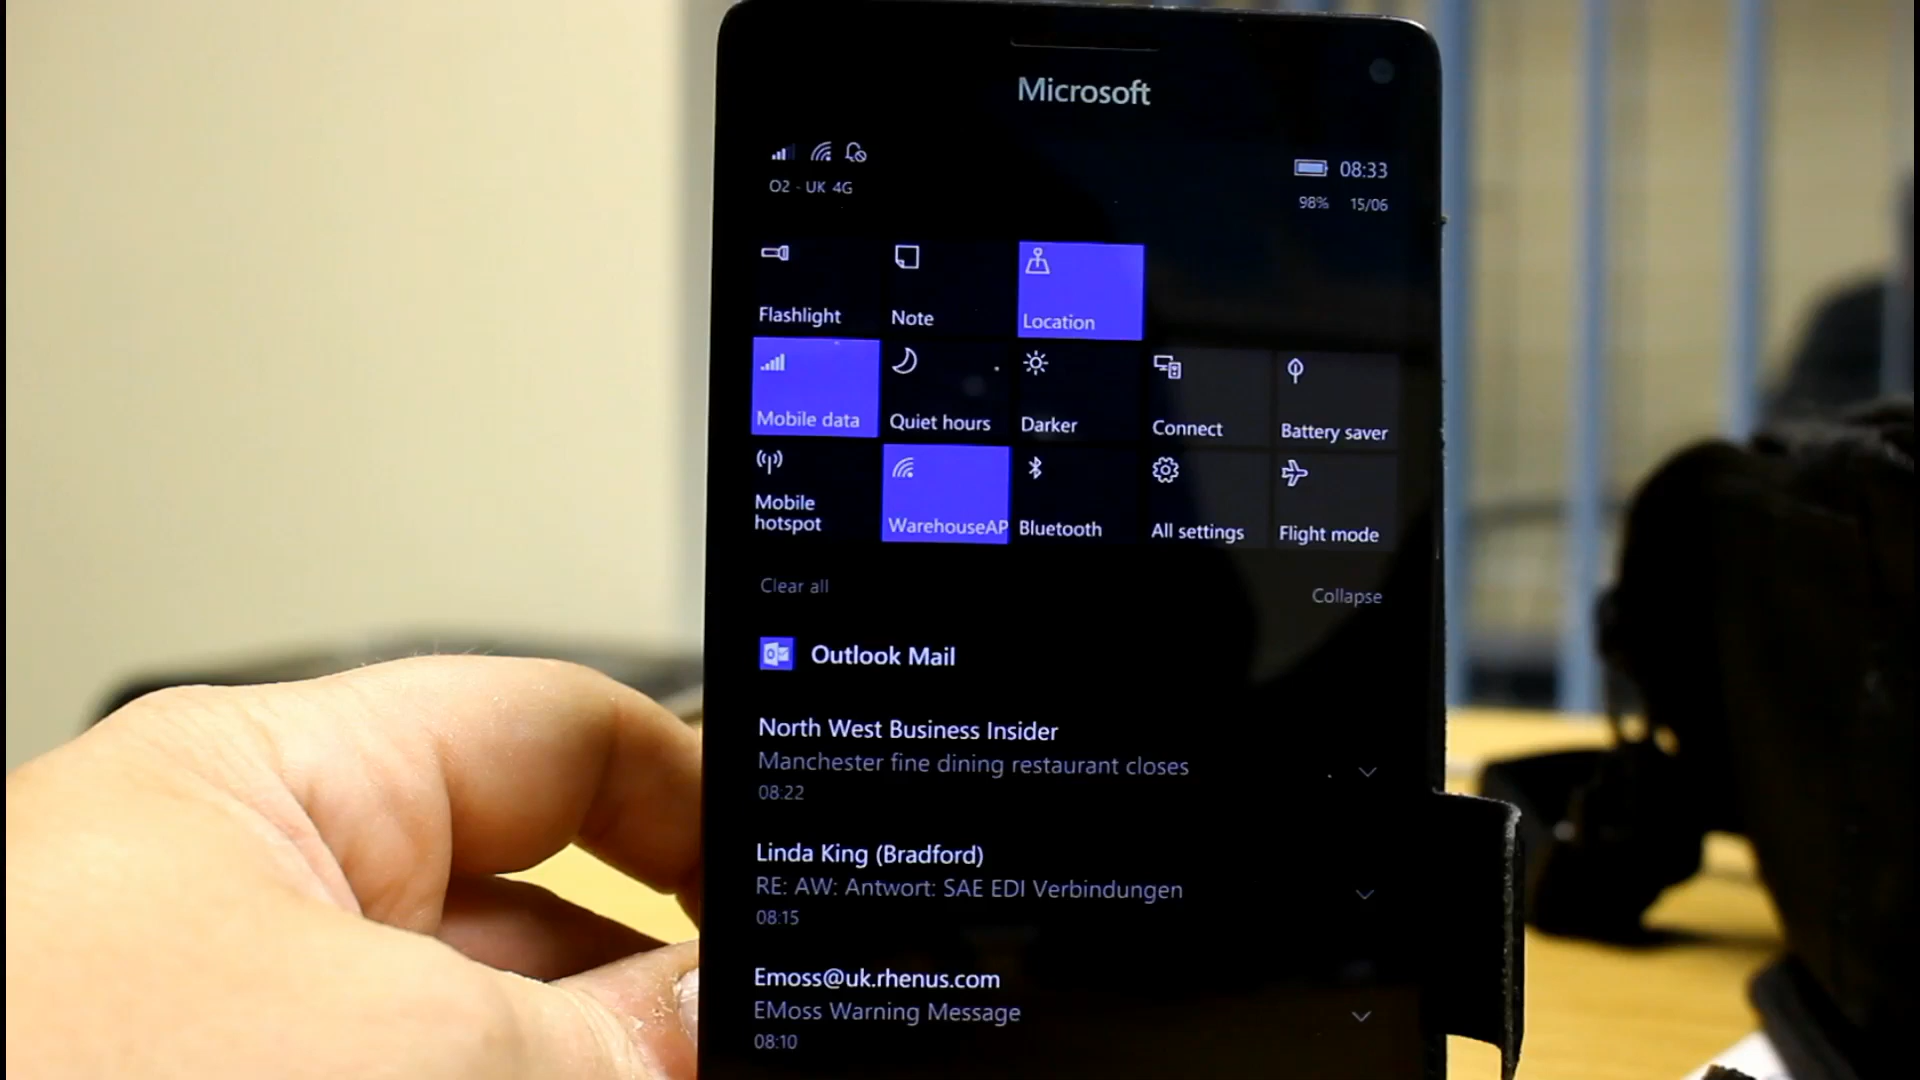 Microsoft
O2 - UK 4G
08:33
98% 15/06
Flashlight
Note
Location
Mobile data
Quiet hours
Darker
Connect
Battery saver
Mobile
hotspot
WarehouseAP
Bluetooth
All settings
Flight mode
Clear all
Collapse
Outlook Mail
North West Business Insider
Manchester fine dining restaurant closes
08:22
Linda King (Bradford)
RE: AW: Antwort: SAE EDI Verbindungen
08:15
Emoss@uk.rhenus.com
EMoss Warning Message
08:10